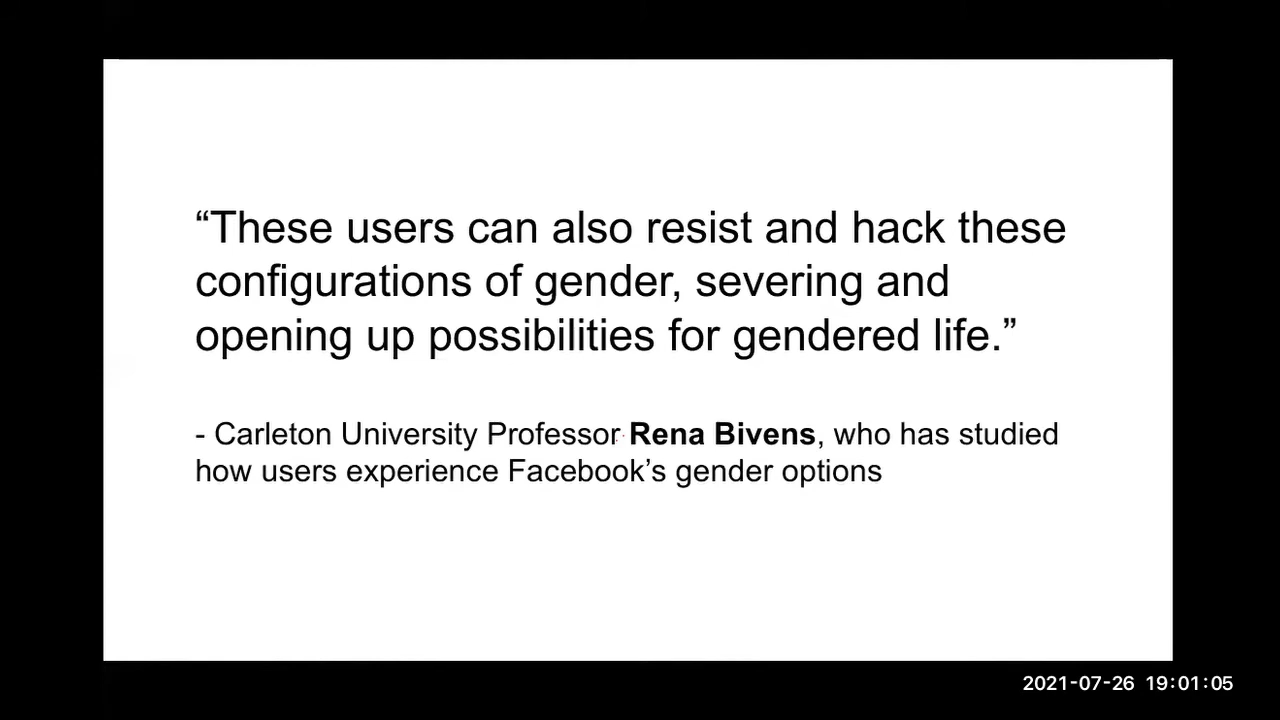 “These users can also resist and hack these
configurations of gender, severing and
opening up possibilities for gendered life.”
- Carleton University Professor Rena Bivens, who has studied
how users experience Facebook’s gender options
2021-07-26 19:01:05